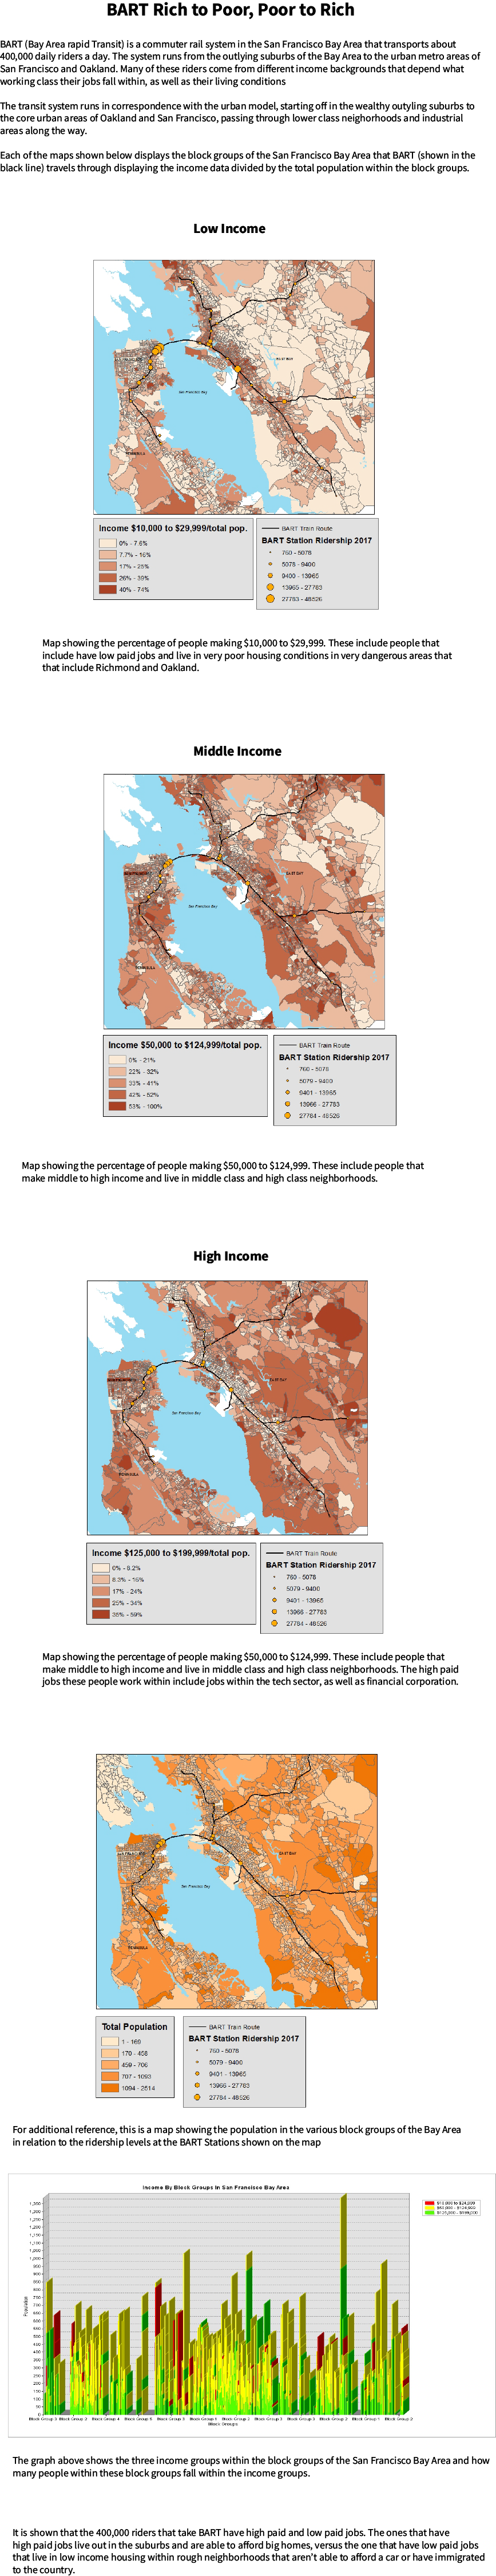 BART Rich to Poor, Poor to Rich
BART (Bay Area rapid Transit) is a commuter rail system in the San Francisco Bay Area that transports about
400,000 daily riders a day. The system runs from the outlying suburbs of the Bay Area to the urban metro areas of
San Francisco and Oakland. Many of these riders come from different income backgrounds that depend what
working class their jobs fall within, as well as their living conditions
The transit system runs in correspondence with the urban model, starting off in the wealthy outyling suburbs to
the core urban areas of Oakland and San Francisco, passing through lower class neighorhoods and industrial
areas along the way.
Each of the maps shown below displays the block groups of the San Francisco Bay Area that BART (shown in the
black line) travels through displaying the income data divided by the total population within the block groups.
Low Income
EAST BAY
San Francisco Bay
PENINSULA
Income $10,000 to $29,999/total pop.
0% - 7.6%
7.7% - 16%
17% - 25%
26% - 39%
40% - 74%
BART Train Route
BART Station Ridership 2017
760 - 5078
5078 - 9400
9400 - 13965
13965 - 27783
27783 - 48526
Map showing the percentage of people making $10,000 to $29,999. These include people that
include have low paid jobs and live in very poor housing conditions in very dangerous areas that
that include Richmond and Oakland.
Middle Income
EAST BAY
San Francisco Bay
PENINSULA
Income $50,000 to $124,999/total pop.
0% - 21%
22% - 32%
33% - 41%
42% - 52%
53% - 100%
BART Train Route
BART Station Ridership 2017
760 - 5078
5079 - 9400
9401 - 13965
13966 - 27783
27784 - 48526
Map showing the percentage of people making $50,000 to $124,999. These include people that
make middle to high income and live in middle class and high class neighborhoods.
High Income
EAST BAY
San Francisco Bay
PENINSULA
Income $125,000 to $199,999/total pop.
0% - 8.2%
8.3% - 16%
17% - 24%
25% - 34%
35% - 59%
BART Train Route
BART Station Ridership 2017
760 - 5078
5079 - 9400
9401 - 13965
13966 - 27783
27784 - 48526
Map showing the percentage of people making $50,000 to $124,999. These include people that
make middle to high income and live in middle class and high class neighborhoods. The high paid
jobs these people work within include jobs within the tech sector, as well as financial corporation.
EAST BAY
San Francisco Bay
PENINSULA
Total Population
1 - 169
170 - 458
459 - 706
707 - 1093
1094 - 2514
BART Train Route
BART Station Ridership 2017
760 - 5078
5079 - 9400
9401 - 13965
13966 - 27783
27784 - 48526
For additional reference, this is a map showing the population in the various block groups of the Bay Area
in relation to the ridership levels at the BART Stations shown on the map
Income By Block Groups In San Fransisco Bay Area
Population
Block Groups
The graph above shows the three income groups within the block groups of the San Francisco Bay Area and how
many people within these block groups fall within the income groups.
It is shown that the 400,000 riders that take BART have high paid and low paid jobs. The ones that have
high paid jobs live out in the suburbs and are able to afford big homes, versus the one that have low paid jobs
that live in low income housing within rough neighborhoods that aren't able to afford a car or have immigrated
to the country.